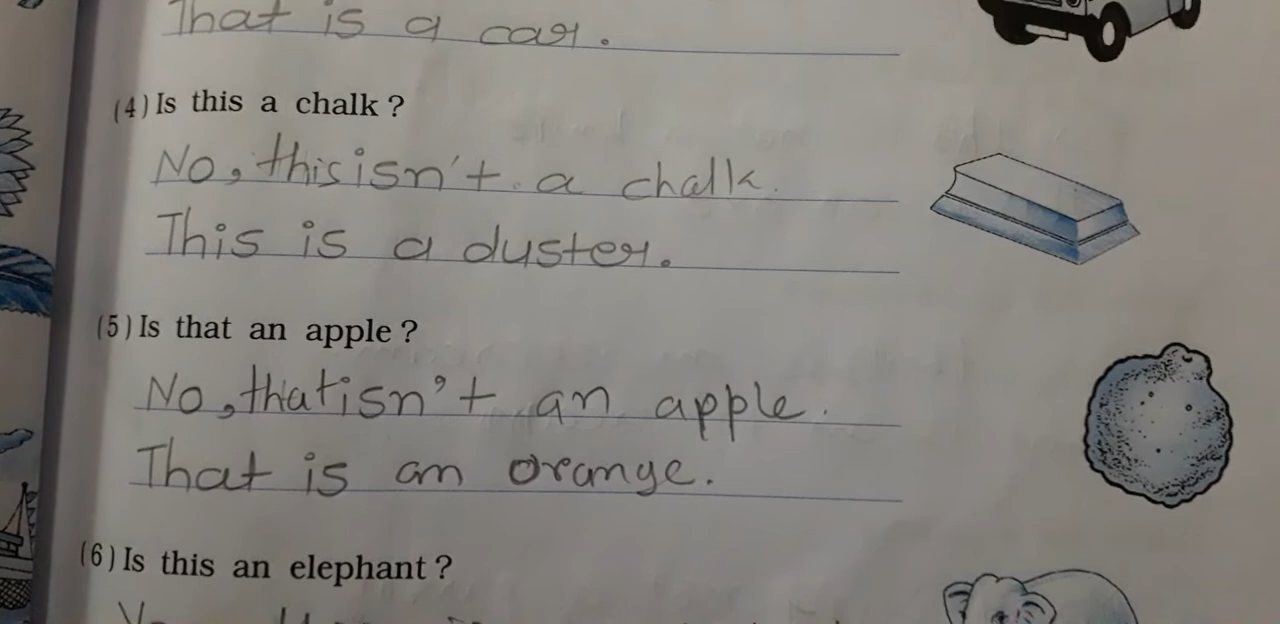 That is a car.
(4) Is this a chalk ?
No, this isn't a chalk.
This is a duster.
(5) Is that an apple ?
No, that isn't an apple.
That is an orange.
(6) Is this an elephant ?